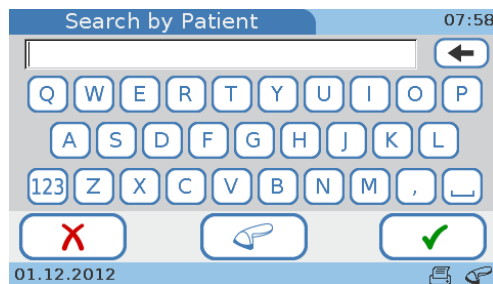 Search by Patient 07:58
Q W E R T Y U I O P
A S D F G H J K L
123 Z X C V B N M ,
01.12.2012